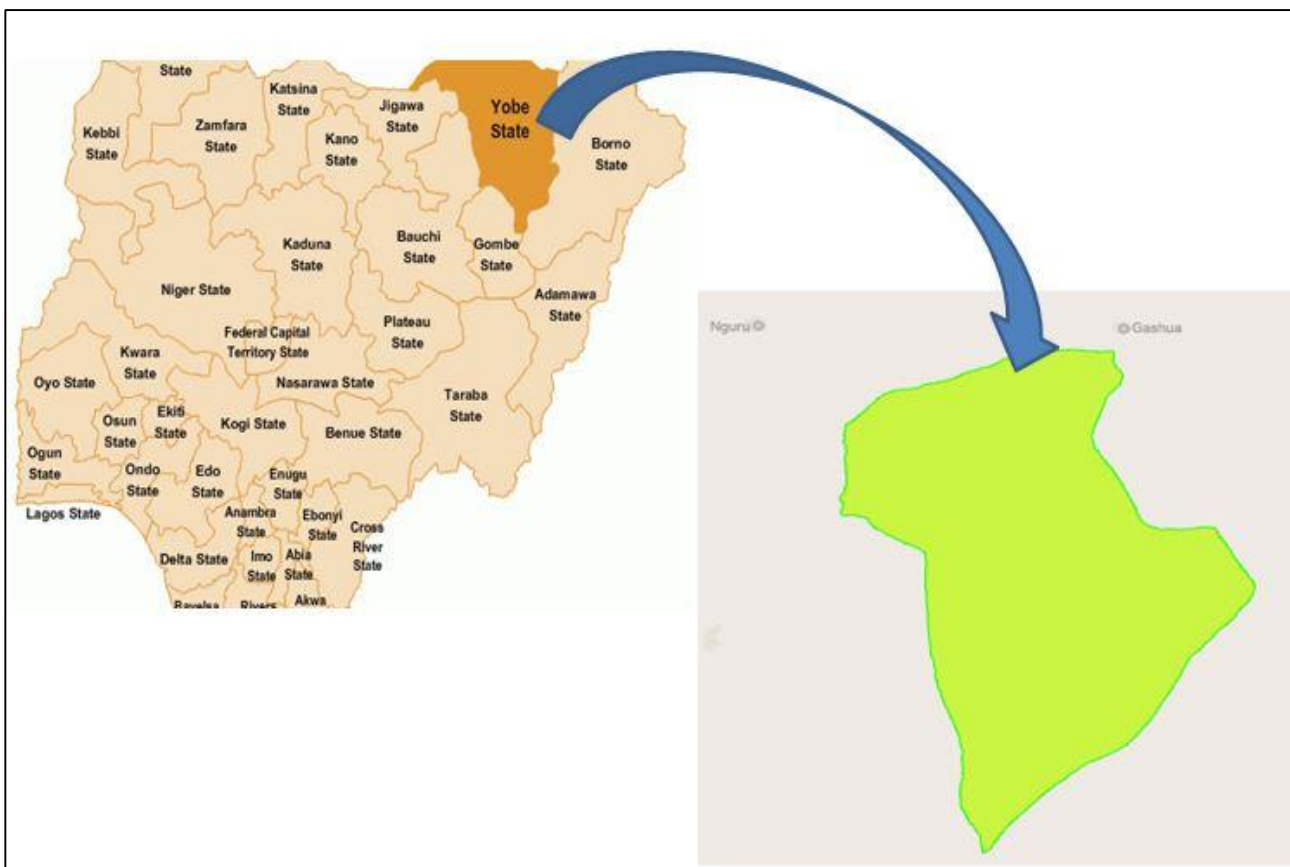 State
Katsina
State
Jigawa
State
Yobe
State
Kebbi
State
Zamfara
State
Kano
State
Borno
State
Kaduna
State
Bauchi
State
Gombe
State
Niger State
Adamawa
State
Plateau
State
Federal Capital
Territory State
Nguru
Gashua
Kwara
State
Oyo State
Nasarawa State
Taraba
State
Osun
State
Ekiti
State
Kogi State
Benue State
Ogun
State
Ondo
State
Edo
State
Enugu
State
Lagos State
Anambra
State
Ebonyi
State
Cross
River
State
Delta State
Imo
State
Abia
State
Bayelsa
Rivers
Akwa